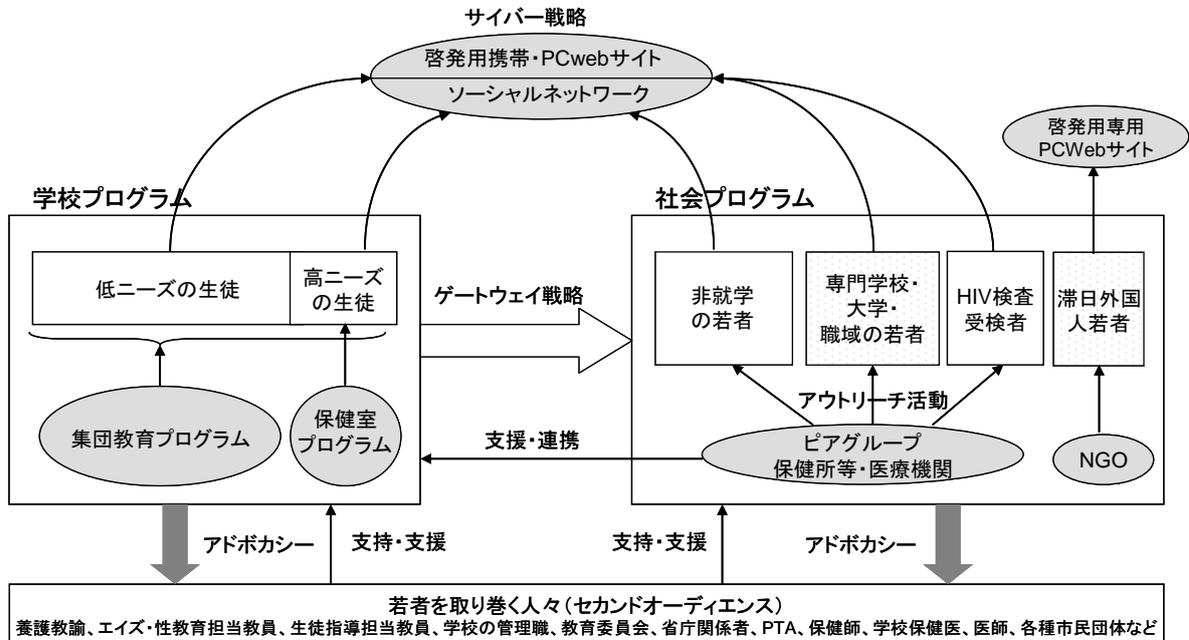 サイバー戦略
啓発用携帯・PCwebサイト
ソーシャルネットワーク
啓発用専用
PCWebサイト
学校プログラム
社会プログラム
低ニーズの生徒
高ニーズ
の生徒
ゲートウェイ戦略
非就学
の若者
専門学校・
大学・
職域の若者
HIV検査
受検者
滞日外国
人若者
アウトリーチ活動
集団教育プログラム
保健室
プログラム
支援・連携
ピアグループ
保健所等・医療機関
NGO
アドボカシー
支持・支援
支持・支援
アドボカシー
若者を取り巻く人々(セカンドオーディエンス)
養護教諭、エイズ・性教育担当教員、生徒指導担当教員、学校の管理職、教育委員会、省庁関係者、PTA、保健師、学校保健医、医師、各種市民団体など